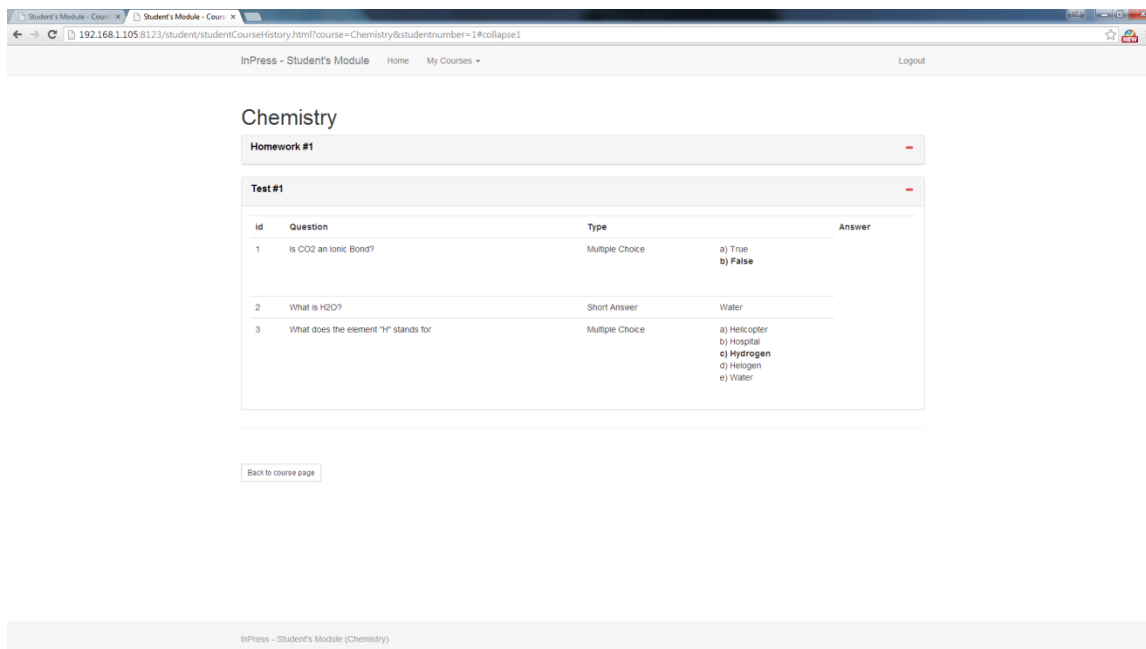 Student's Module - Cours Student's Module - Cours
192.168.1.105:8123/student/studentCourseHistory.html?course=Chemistry&studentnumber=1#collapse1
NEW
InPress - Student's Module Home My Courses Logout
Chemistry
Homework #1
Test #1
id Question Type Answer
1 Is CO2 an Ionic Bond? Multiple Choice a) True
b) False
2 What is H2O? Short Answer Water
3 What does the element "H" stands for Multiple Choice a) Helicopter
b) Hospital
c) Hydrogen
d) Helogen
e) Water
Back to course page
InPress - Student's Module (Chemistry)